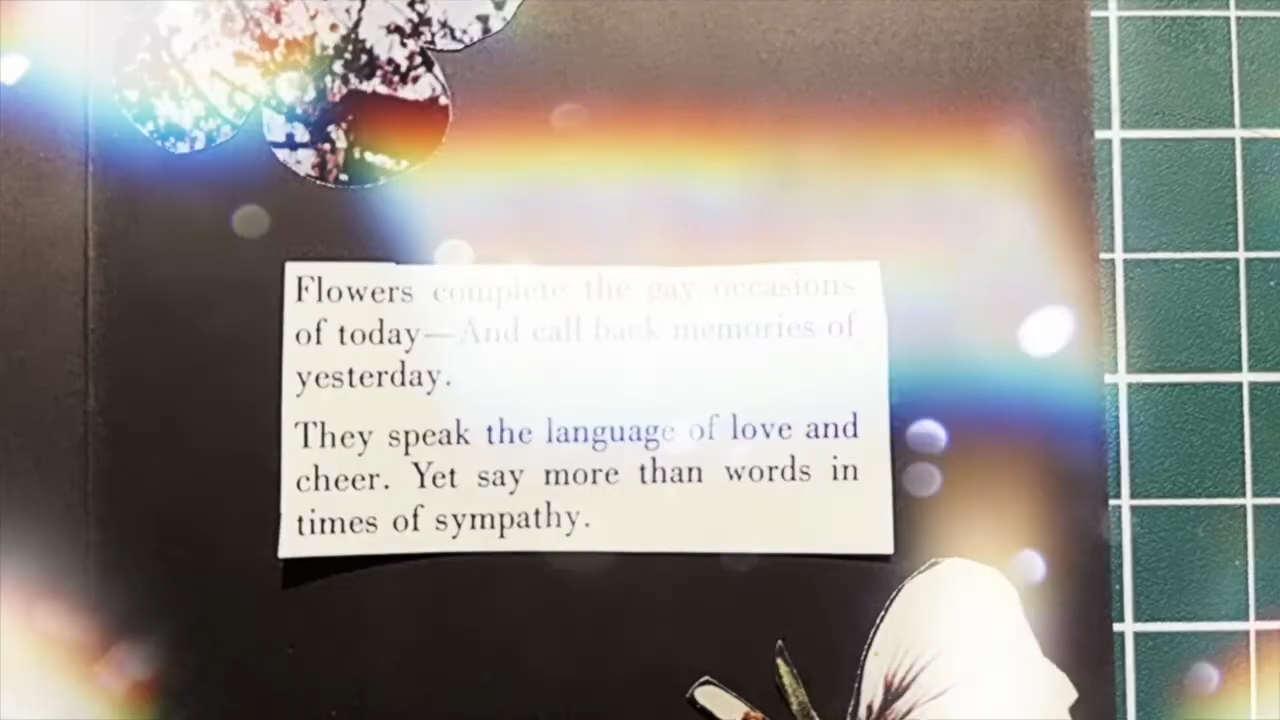 Flowers complete the gay occasions
of today—And call back memories of
yesterday.
They speak the language of love and
cheer. Yet say more than words in
times of sympathy.